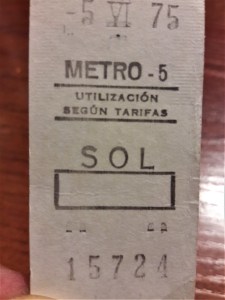 -5 VI 75
METRO - 5
UTILIZACIÓN
SEGÚN TARIFAS
SOL
15724